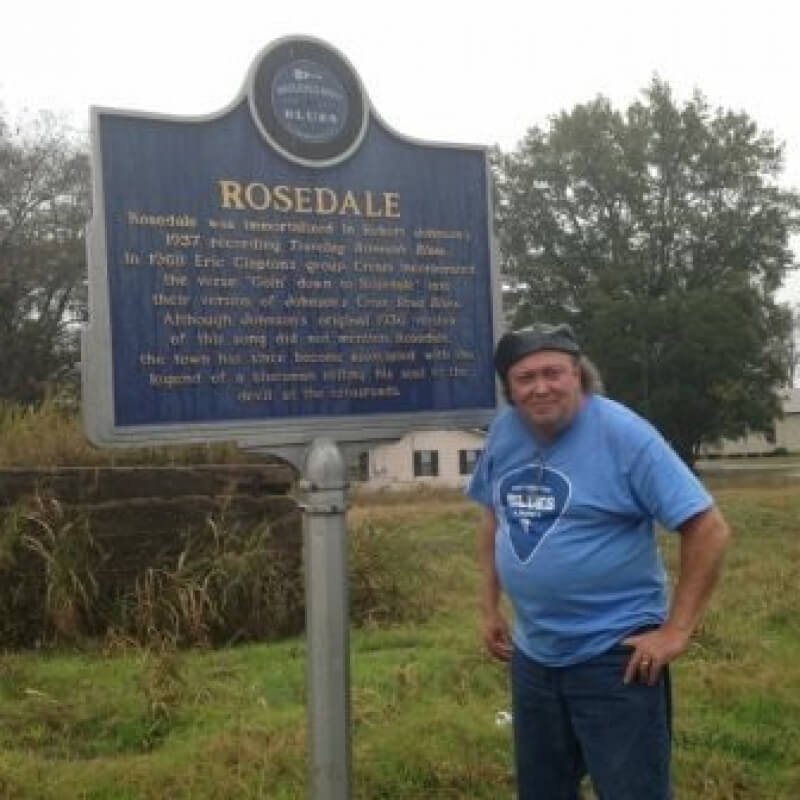 BLUES
ROSEDALE
Rosedale was immortalized in Robert Johnson's
1937 recording Traveling Riverside Blues.
In 1968 Eric Clapton's group Cream incorporated
the verse "Goin' down to Rosedale" into
their version of Johnson's Cross Road Blues.
Although Johnson's original 1936 version
of this song did not mention Rosedale,
the town has since become associated with the
legend of a bluesman selling his soul to the
devil at the crossroads.
BLUES